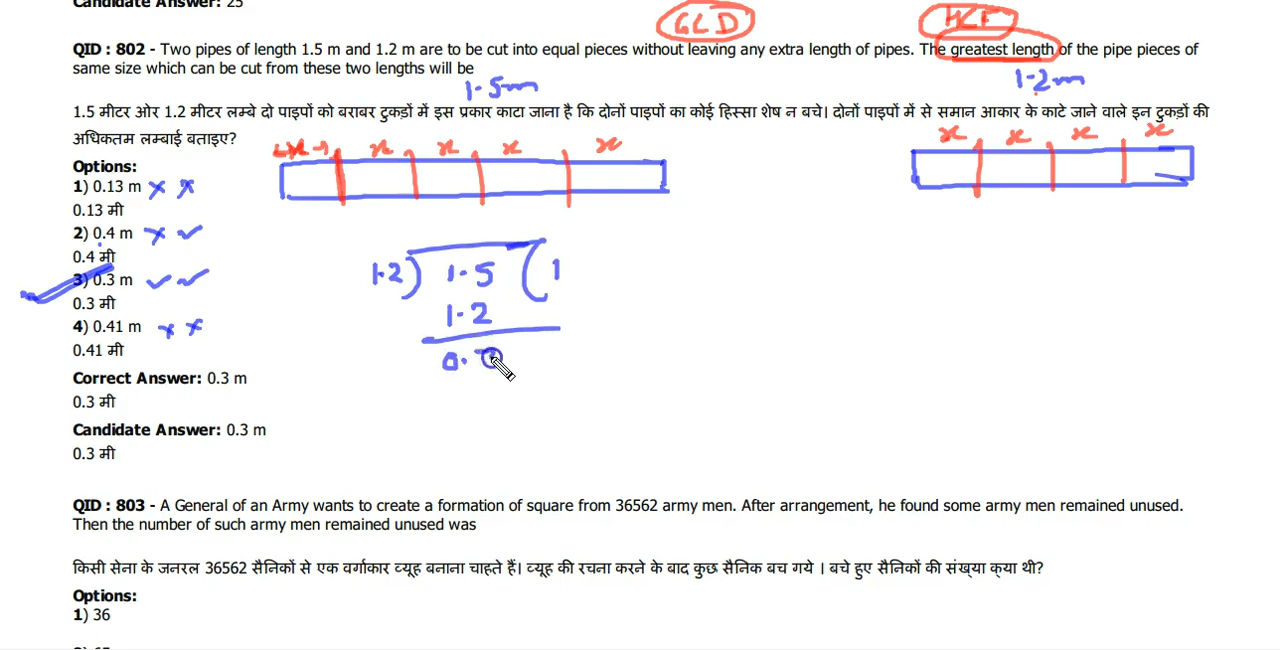 Candidate Answer: 25
GCD
HCF
QID : 802 - Two pipes of length 1.5 m and 1.2 m are to be cut into equal pieces without leaving any extra length of pipes. The greatest length of the pipe pieces of
same size which can be cut from these two lengths will be
1.5m
1.2m
1.5 मीटर ओर 1.2 मीटर लम्बे दो पाइपों को बराबर टुकड़ों में इस प्रकार काटा जाना है कि दोनों पाइपों का कोई हिस्सा शेष न बचे। दोनों पाइपों में से समान आकार के काटे जाने वाले इन टुकड़ों की
अधिकतम लम्बाई बताइए?
x x x x x
x x x x
Options:
1) 0.13 m
0.13 मी
2) 0.4 m
0.4 मी
3) 0.3 m
0.3 मी
4) 0.41 m
0.41 मी
1.2) 1.5 (1
1.2
0.
Correct Answer: 0.3 m
0.3 मी
Candidate Answer: 0.3 m
0.3 मी
QID : 803 - A General of an Army wants to create a formation of square from 36562 army men. After arrangement, he found some army men remained unused.
Then the number of such army men remained unused was
किसी सेना के जनरल 36562 सैनिकों से एक वर्गाकार व्यूह बनाना चाहते हैं। व्यूह की रचना करने के बाद कुछ सैनिक बच गये । बचे हुए सैनिकों की संख्या क्या थी?
Options:
1) 36